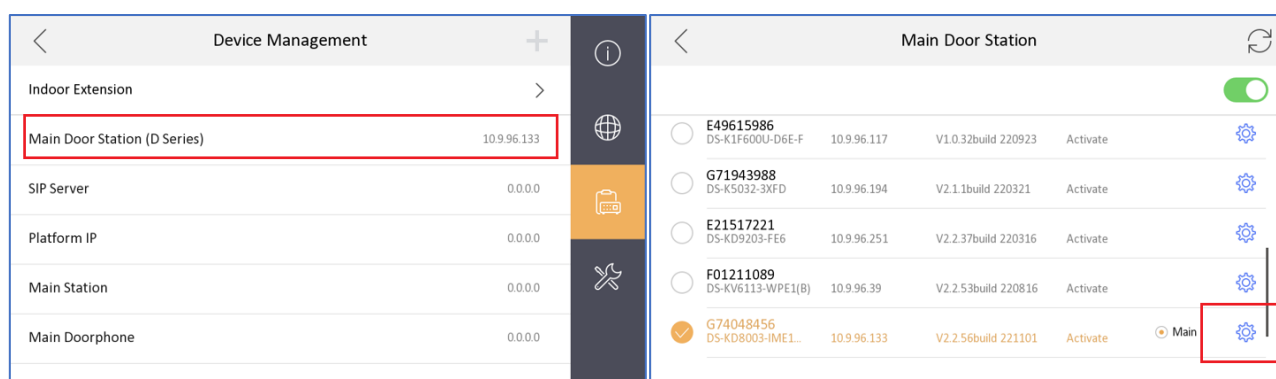 Device Management
Indoor Extension
Main Door Station (D Series) 10.9.96.133
SIP Server 0.0.0.0
Platform IP 0.0.0.0
Main Station 0.0.0.0
Main Doorphone 0.0.0.0
Main Door Station
E49615986
DS-K1F600U-D6E-F 10.9.96.117 V1.0.32build 220923 Activate
G71943988
DS-K5032-3XFD 10.9.96.194 V2.1.1build 220321 Activate
E21517221
DS-KD9203-FE6 10.9.96.251 V2.2.37build 220316 Activate
F01211089
DS-KV6113-WPE1(B) 10.9.96.39 V2.2.53build 220816 Activate
G74048456
DS-KD8003-IME1... 10.9.96.133 V2.2.56build 221101 Activate Main